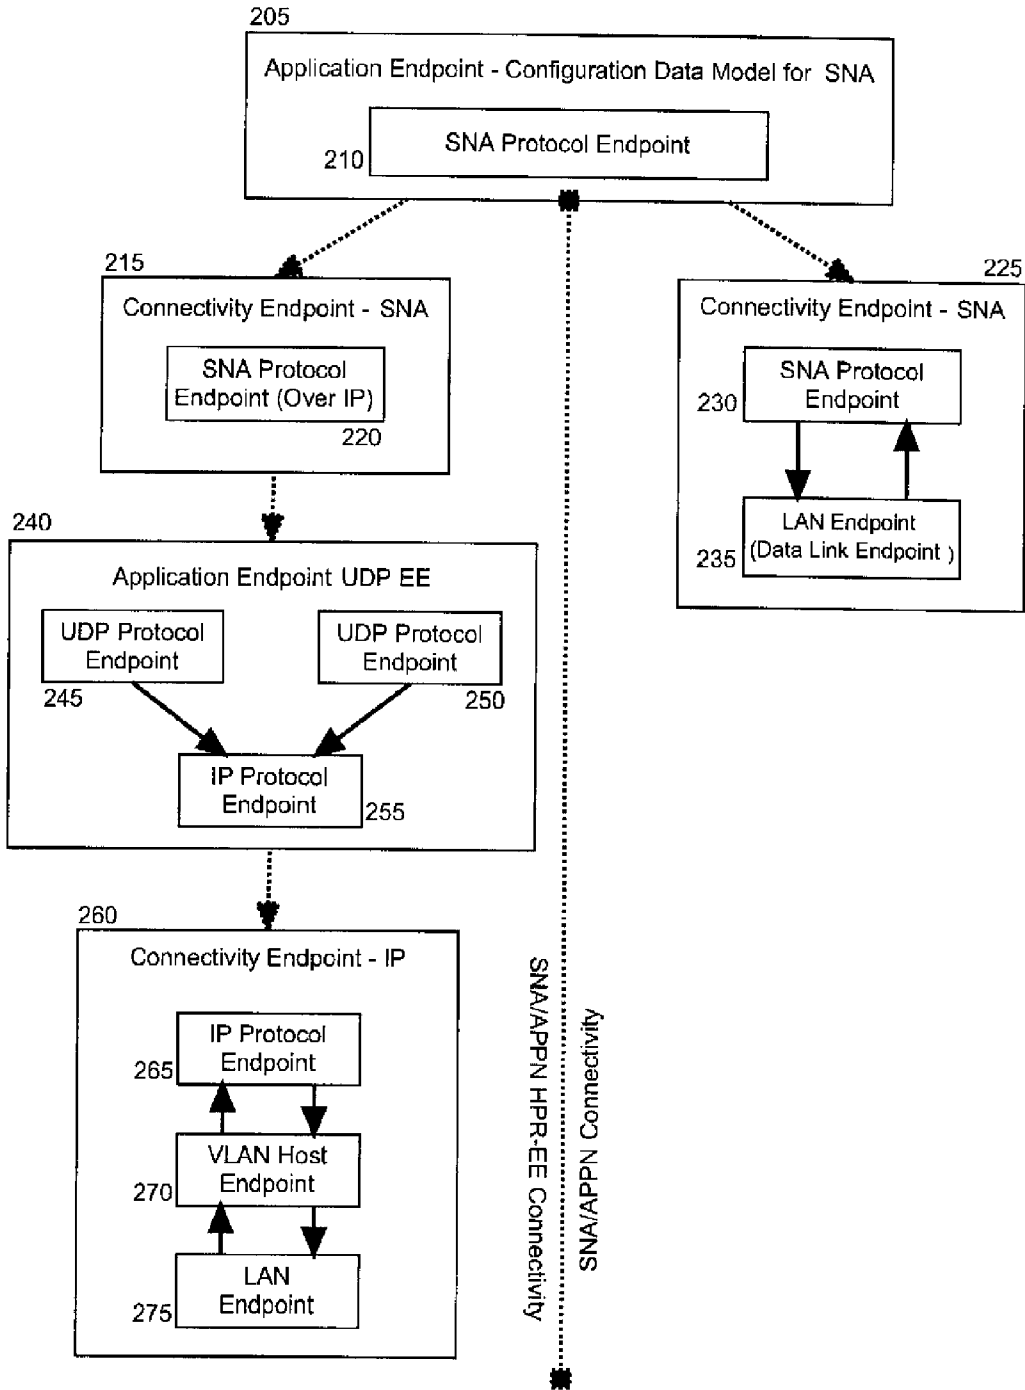 205
Application Endpoint - Configuration Data Model for SNA
SNA Protocol Endpoint
210
215
Connectivity Endpoint - SNA
SNA Protocol
Endpoint (Over IP)
220
225
Connectivity Endpoint - SNA
SNA Protocol
Endpoint
230
LAN Endpoint
(Data Link Endpoint )
235
240
Application Endpoint UDP EE
UDP Protocol
Endpoint
245
UDP Protocol
Endpoint
250
IP Protocol
Endpoint
255
260
Connectivity Endpoint - IP
IP Protocol
Endpoint
265
VLAN Host
Endpoint
270
LAN
Endpoint
275
SNA/APPN HPR-EE Connectivity
SNA/APPN Connectivity